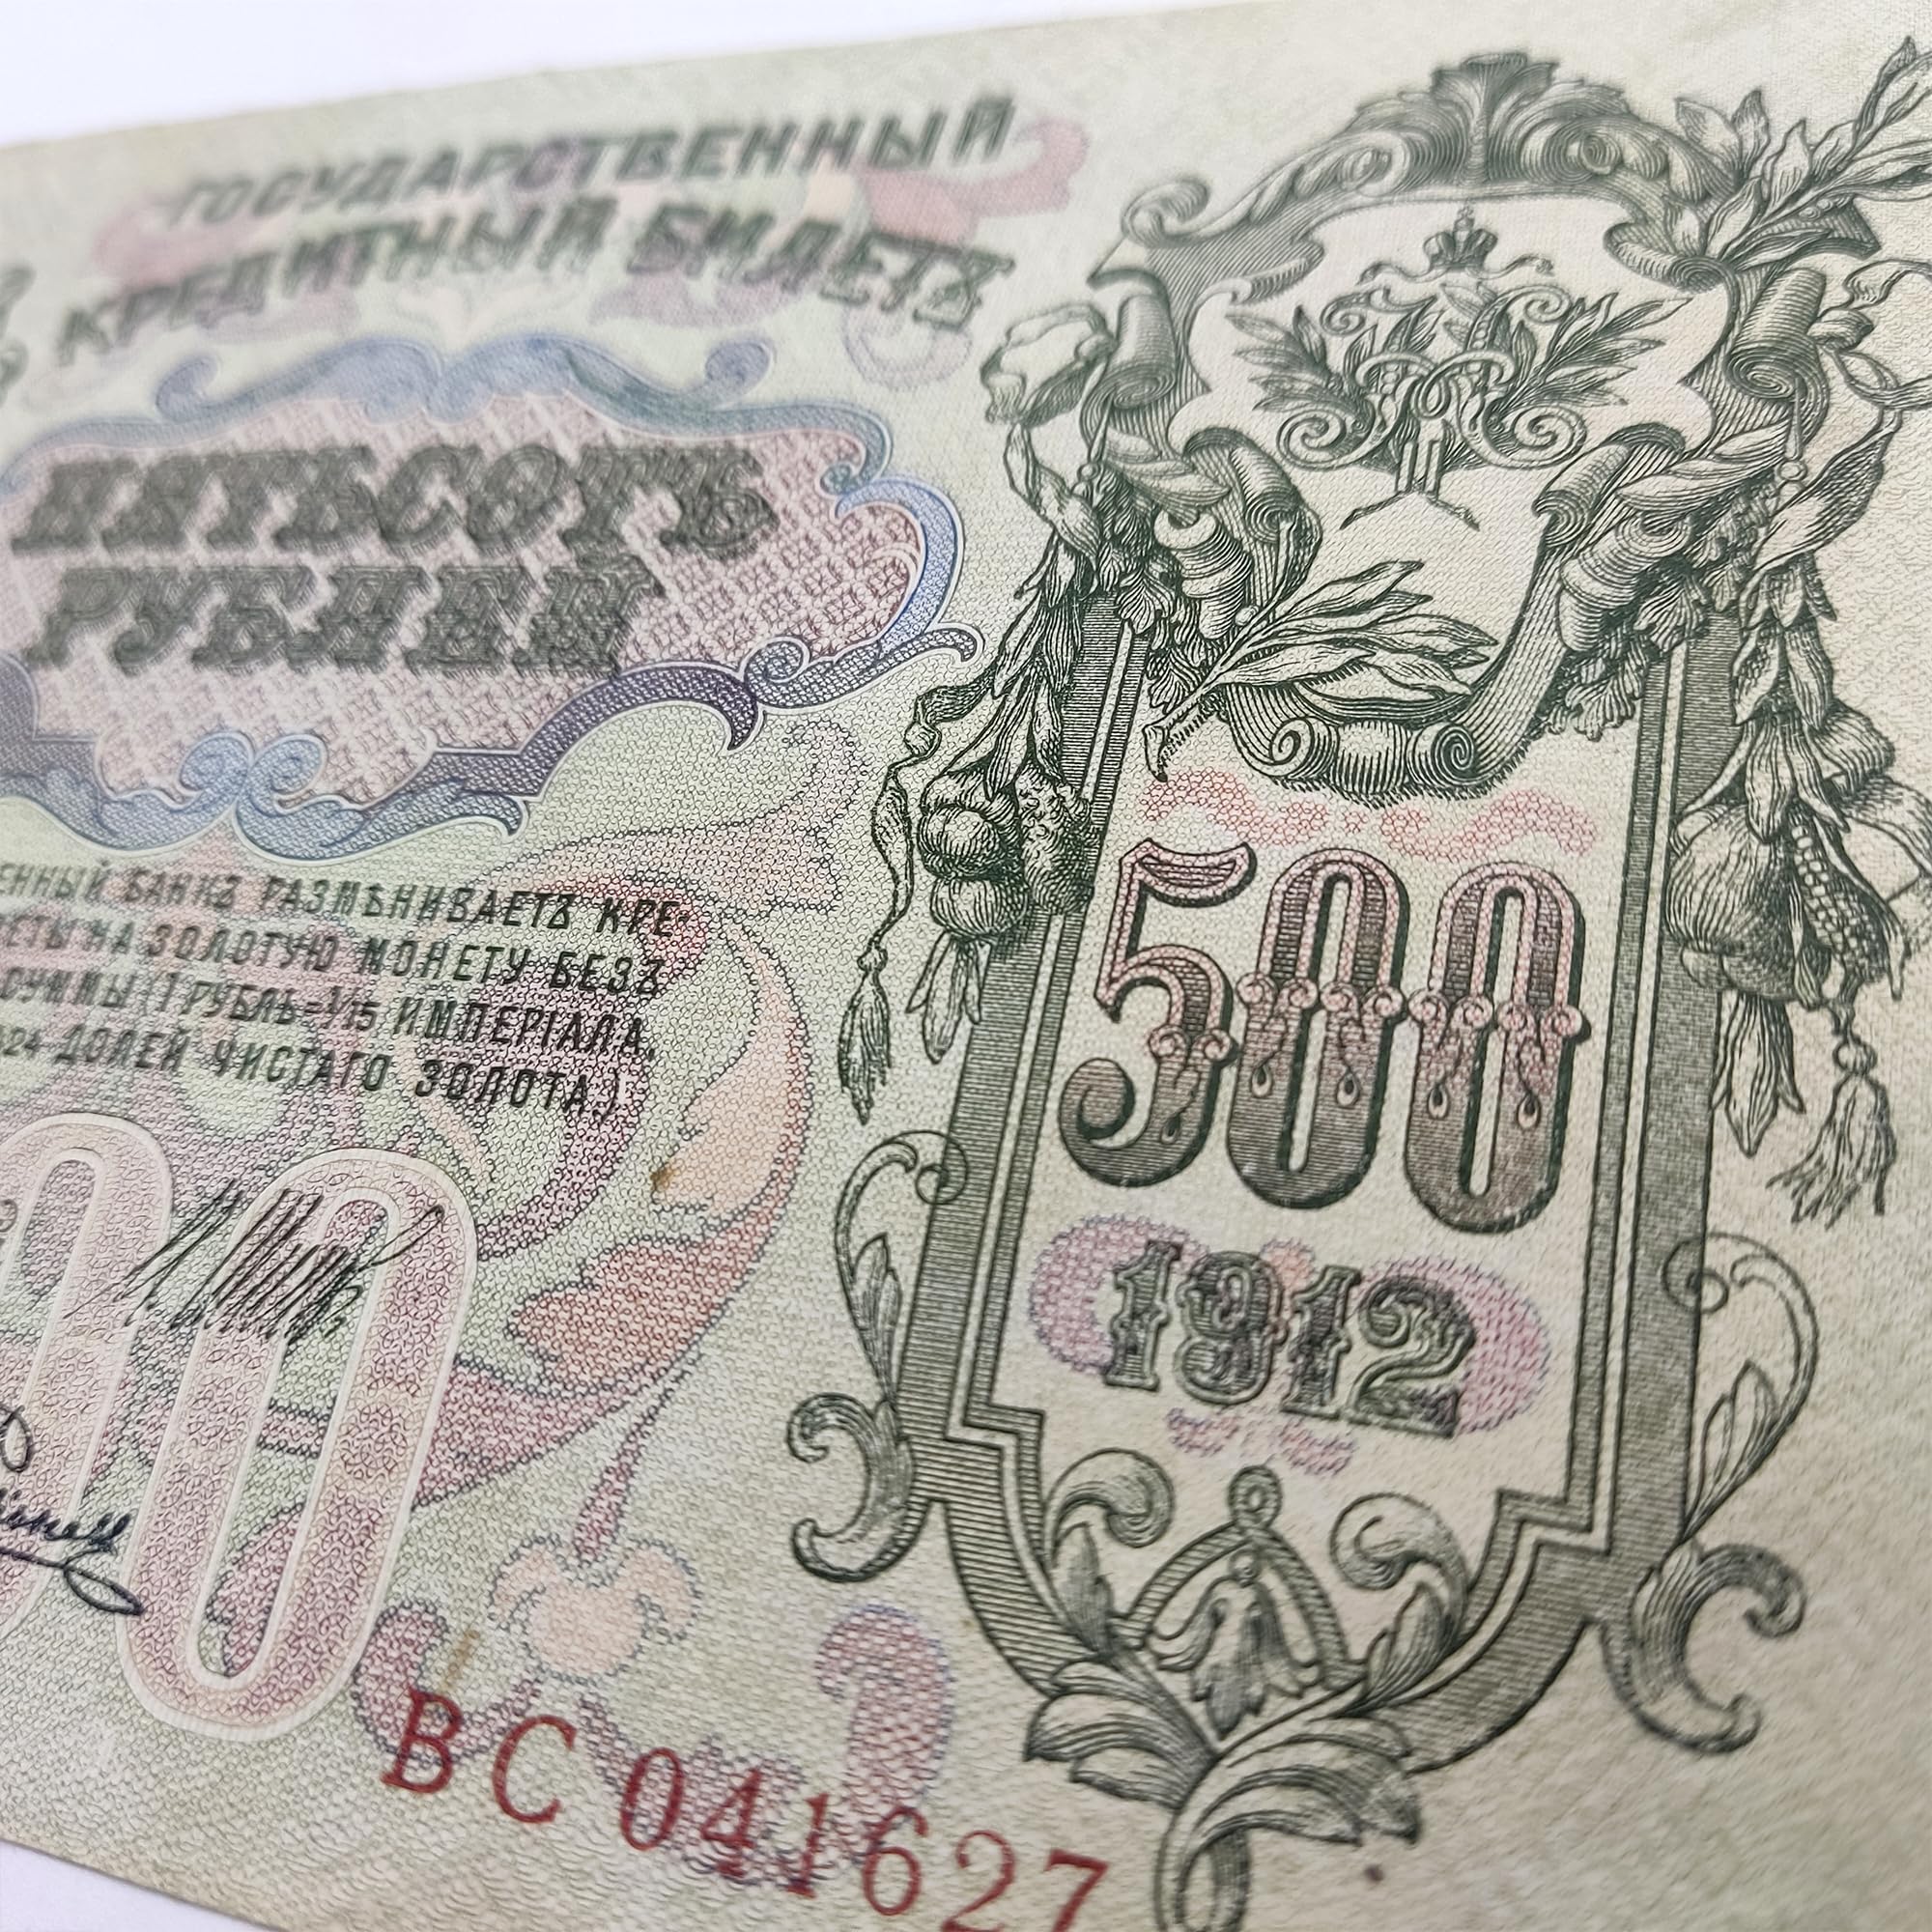 ГОСУДАРСТВЕННЫЙ
КРЕДИТНЫЙ БИЛЕТЪ
ПЯТЬСОТЪ
РУБЛЕЙ
ЕННЫЙ БАНКЪ РАЗМѢНИВАЕТЪ КРЕ-
НА ЗОЛОТУЮ МОНЕТУ БЕЗЪ
СУММЫ (1 РУБЛЬ=1/15 ИМПЕРІАЛА,
ДОЛЕЙ ЧИСТАГО ЗОЛОТА.)
500
1912
ВС 041627